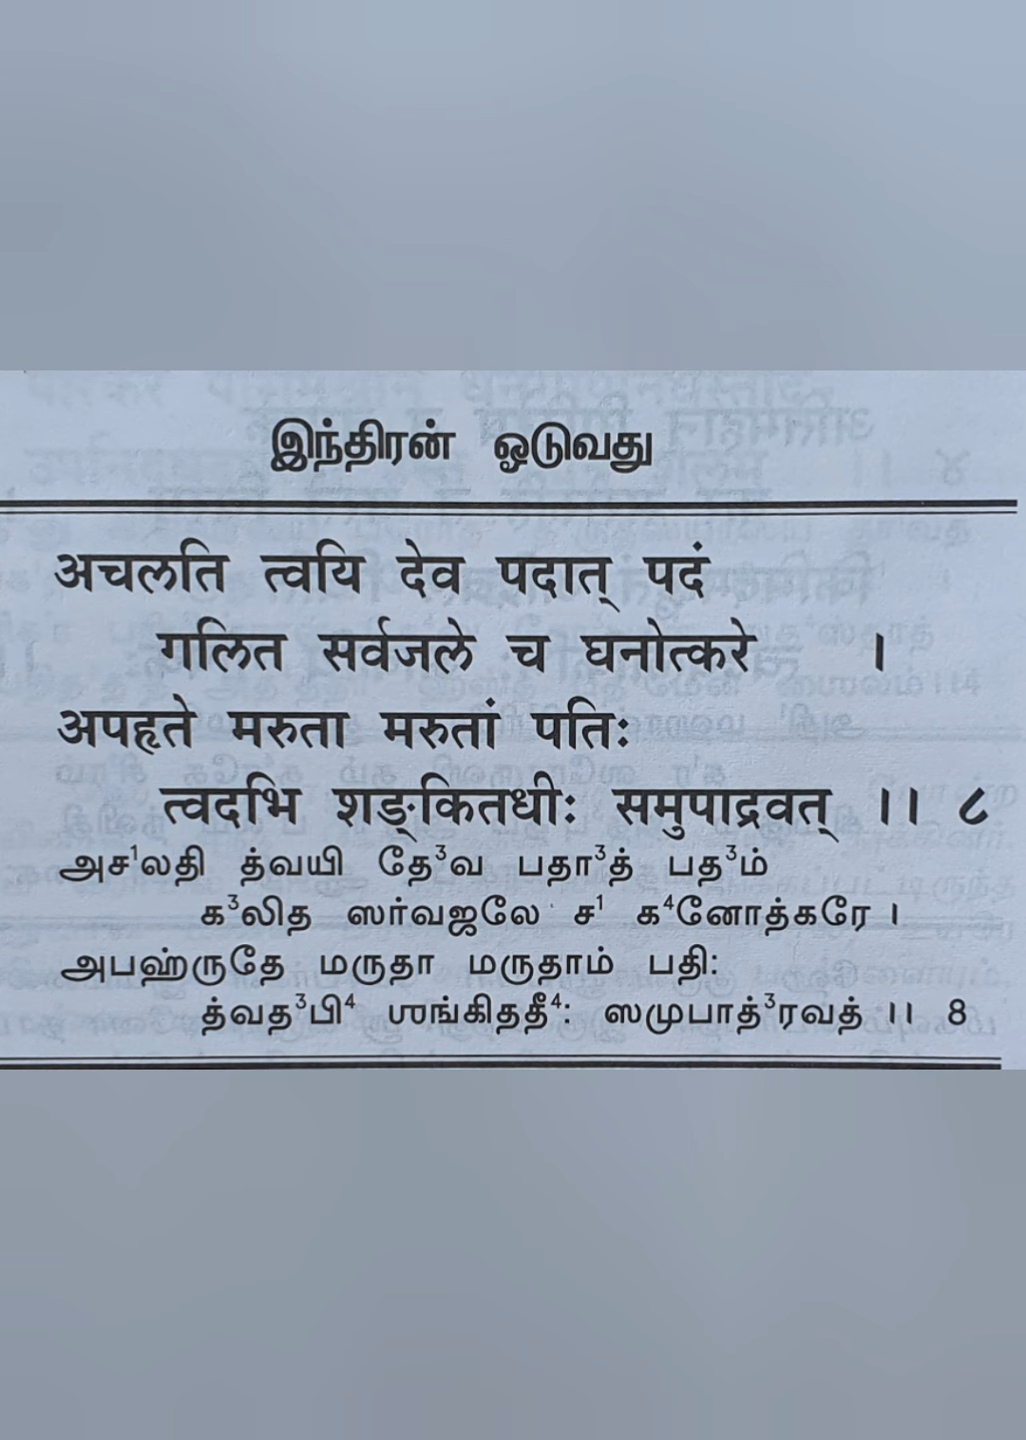 இந்திரன் ஓடுவது
अचलति त्वयि देव पदात् पदं
गलित सर्वजले च घनोत्करे ।
अपहृते मरुता मरुतां पतिः
त्वदभि शङ्कितधीः समुपाद्रवत् ।। ८
அச¹லதி த்வயி தே³வ பதா³த் பத³ம்
க³லித ஸர்வஜலே ச¹ க⁴னோத்கரே ।
அபஹ்ருதே மருதா மருதாம் பதி:
த்வத³பி⁴ ஶங்கிததீ⁴: ஸமுபாத்³ரவத் ।। 8